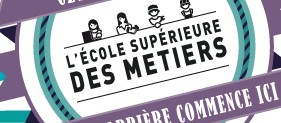 L'ÉCOLE SUPÉRIEURE
DES METIERS
COMMENCE ICI